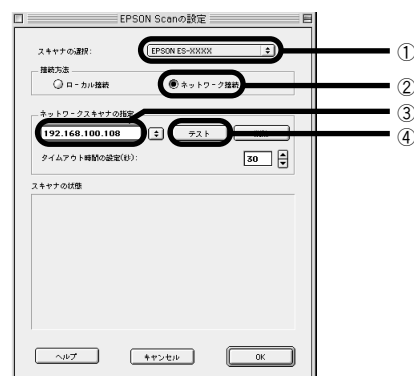 EPSON Scanの設定
スキャナの選択: EPSON ES-XXXX ①
接続方法
ローカル接続 ネットワーク接続 ②
ネットワークスキャナの指定 ③
192.168.100.108 テスト ④
タイムアウト時間の設定(秒): 30
スキャナの状態
ヘルプ キャンセル OK